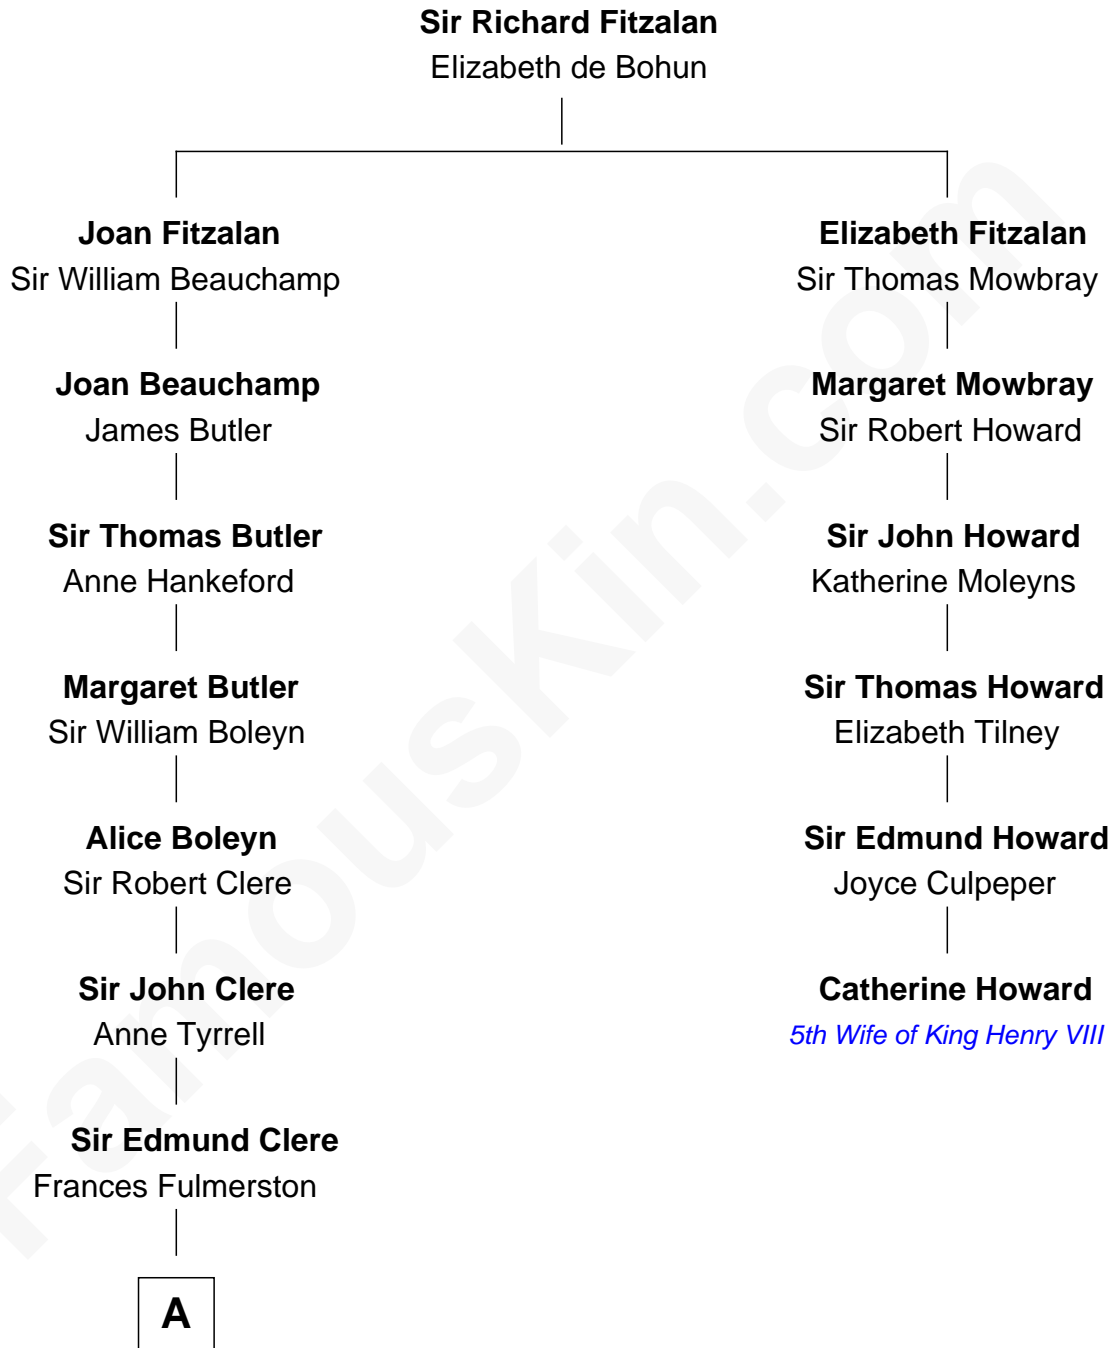 Sir Richard Fitzalan
Elizabeth de Bohun
Joan Fitzalan
Sir William Beauchamp
Elizabeth Fitzalan
Sir Thomas Mowbray
Joan Beauchamp
James Butler
Margaret Mowbray
Sir Robert Howard
Sir Thomas Butler
Anne Hankeford
Sir John Howard
Katherine Moleyns
Margaret Butler
Sir William Boleyn
Sir Thomas Howard
Elizabeth Tilney
Alice Boleyn
Sir Robert Clere
Sir Edmund Howard
Joyce Culpeper
Sir John Clere
Anne Tyrrell
Catherine Howard
5th Wife of King Henry VIII
Sir Edmund Clere
Frances Fulmerston
A
FamousKin.com